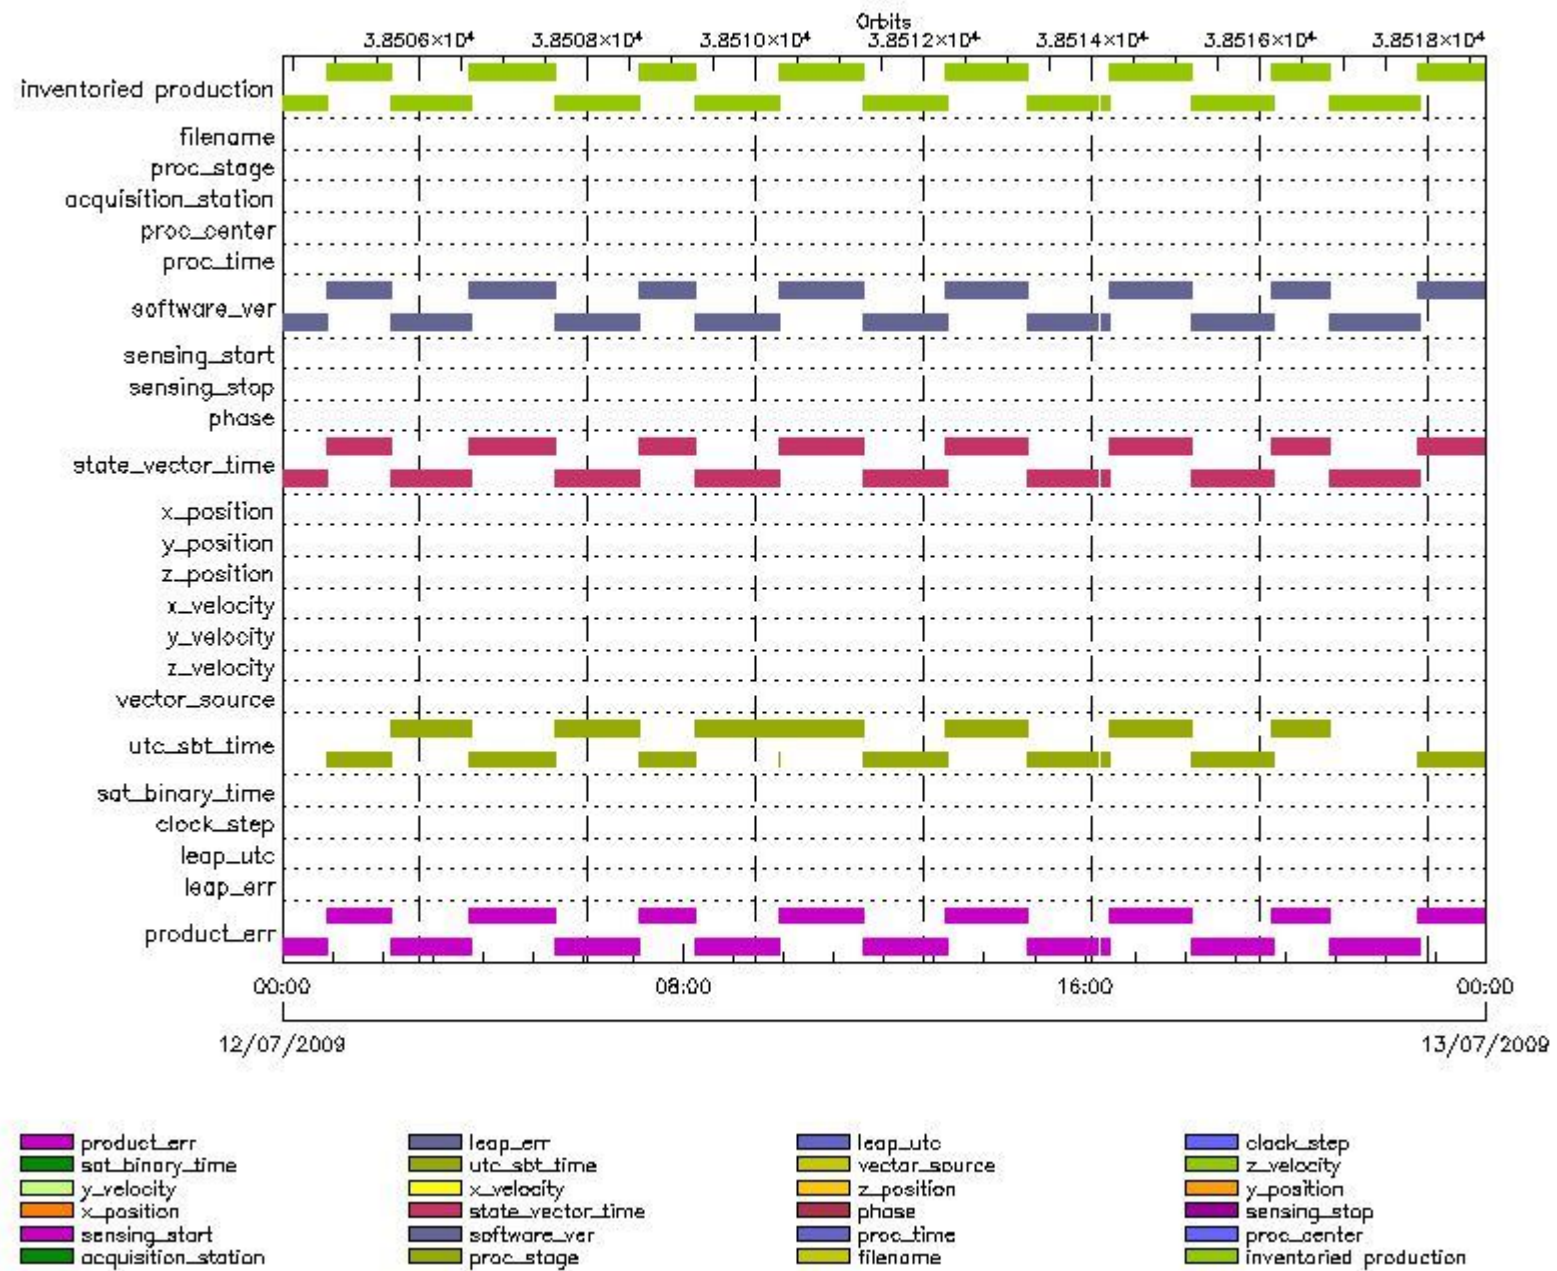 Orbits
3.8506×10⁴ 3.8508×10⁴ 3.8510×10⁴ 3.8512×10⁴ 3.8514×10⁴ 3.8516×10⁴ 3.8518×10⁴
inventoried production
filename
proc_stage
acquisition_station
proc_center
proc_time
software_ver
sensing_start
sensing_stop
phase
state_vector_time
x_position
y_position
z_position
x_velocity
y_velocity
z_velocity
vector_source
utc_sbt_time
sat_binary_time
clock_step
leap_utc
leap_err
product_err
00:00 08:00 16:00 00:00
12/07/2009 13/07/2009
product_err leap_err leap_utc clock_step
sat_binary_time utc_sbt_time vector_source z_velocity
y_velocity x_velocity z_position y_position
x_position state_vector_time phase sensing_stop
sensing_start software_ver proc_time proc_center
acquisition_station proc_stage filename inventoried production